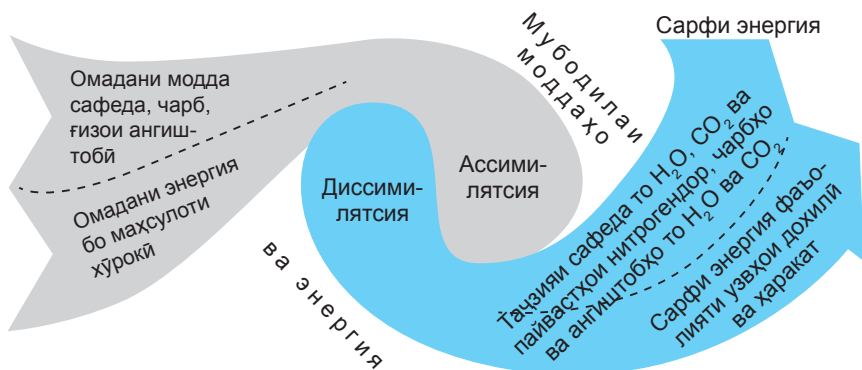 Омадани модда
сафеда, чарб,
ғизои ангиш-
тобӣ
Омадани энергия
бо маҳсулоти
хӯрокӣ
Диссими-
лятсия
Ассими-
лятсия
Мубодилаи
моддаҳо
ва энергия
Сарфи энергия
Таҷзияи сафеда то H₂O, CO₂ ва
пайвастҳои нитрогендор, чарбҳо
ва ангиштобҳо то H₂O ва CO₂
Сарфи энергия фаъо-
лияти узвҳои дохилӣ
ва ҳаракат